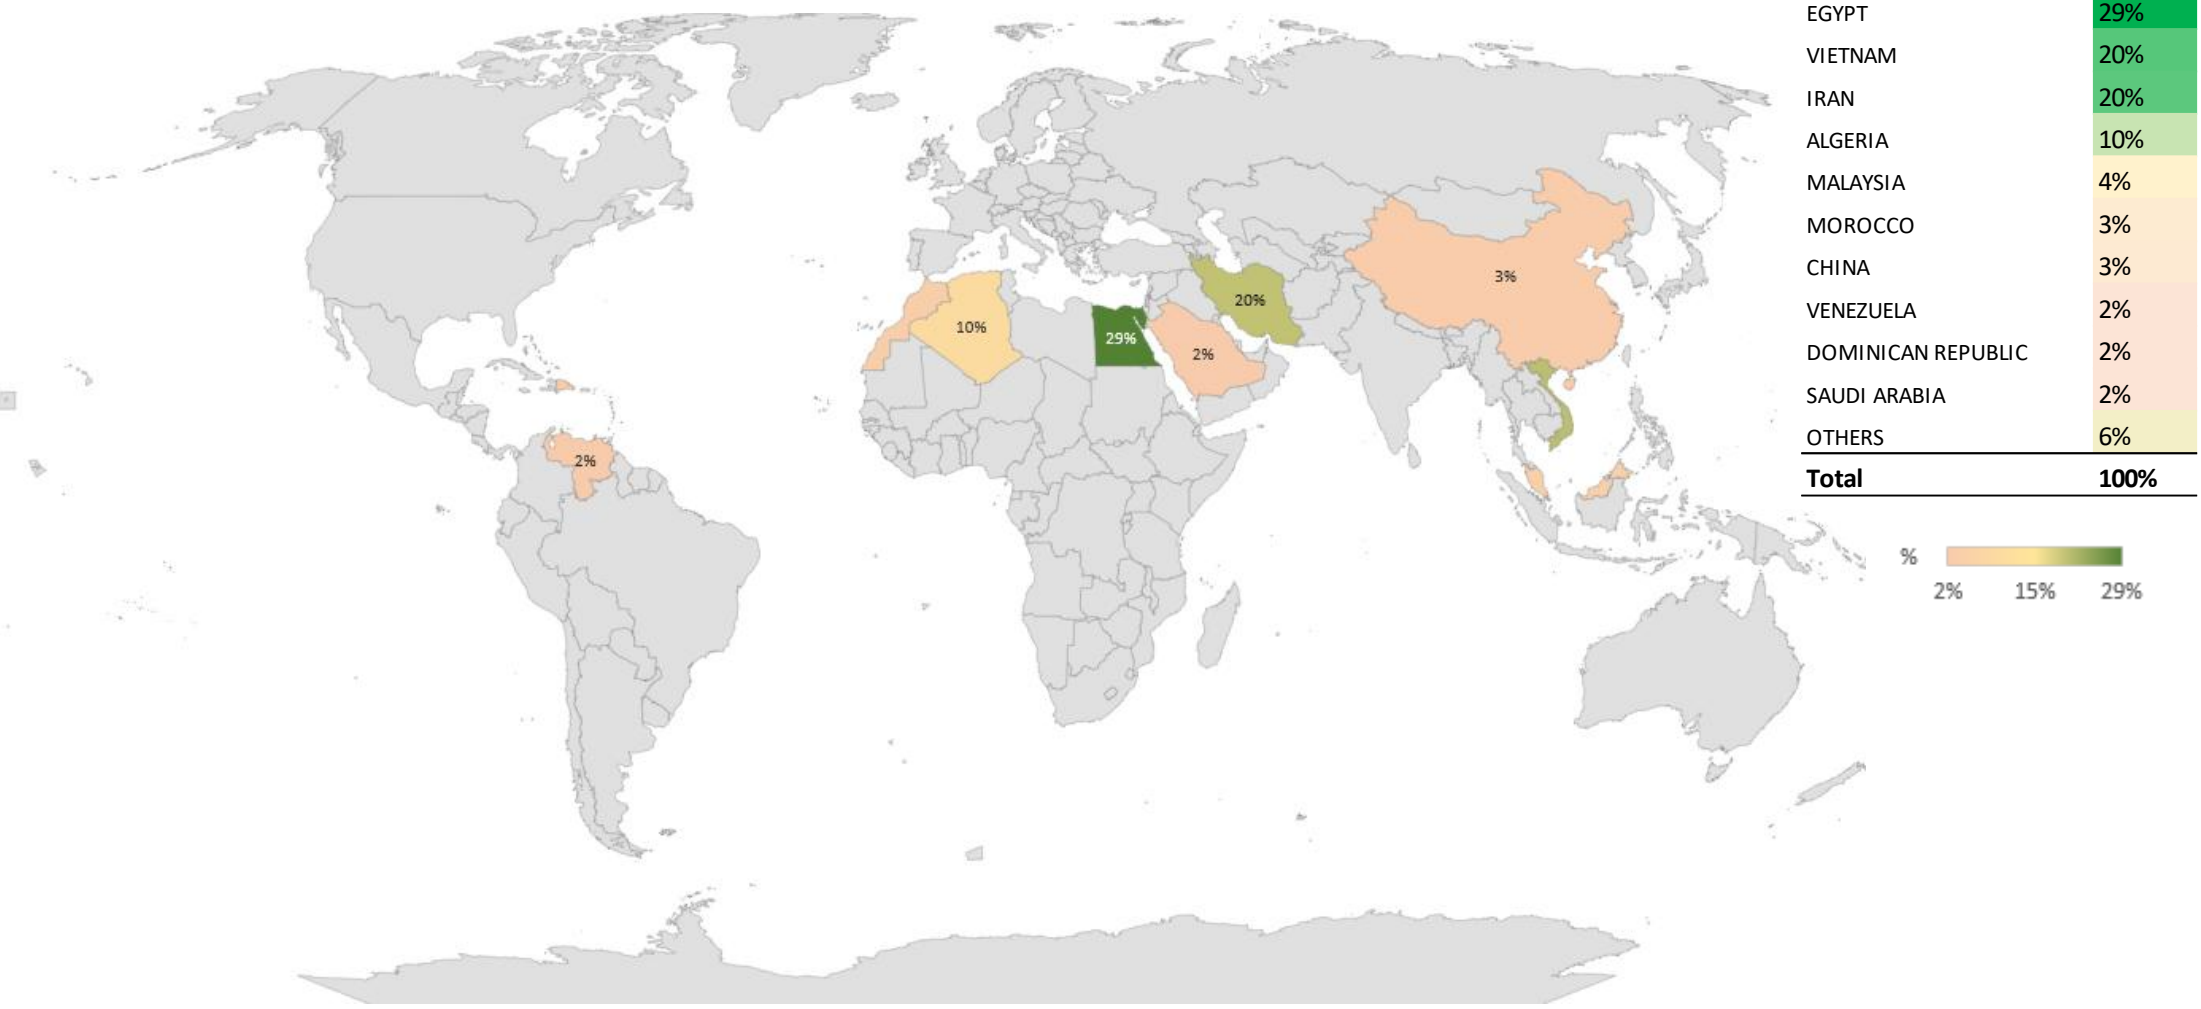 EGYPT 29%
VIETNAM 20%
IRAN 20%
ALGERIA 10%
MALAYSIA 4%
MOROCCO 3%
CHINA 3%
VENEZUELA 2%
DOMINICAN REPUBLIC 2%
SAUDI ARABIA 2%
OTHERS 6%
Total 100%
3%
20%
10%
29%
2%
2%
%
2% 15% 29%